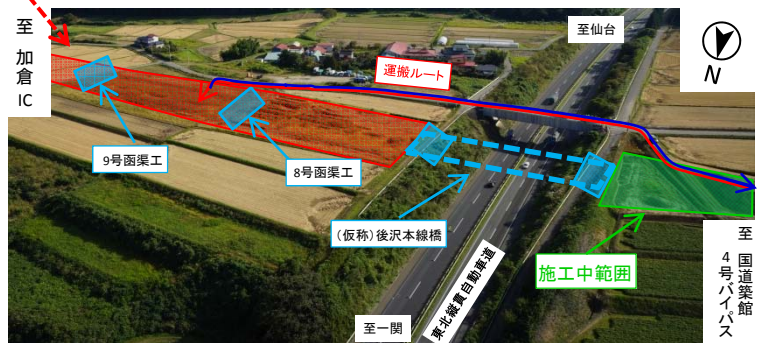 至 加倉 IC
至仙台
N
運搬ルート
9号函渠工
8号函渠工
(仮称)後沢本線橋
施工中範囲
東北縦貫自動車道
至一関
至 国道築館
4号バイパス